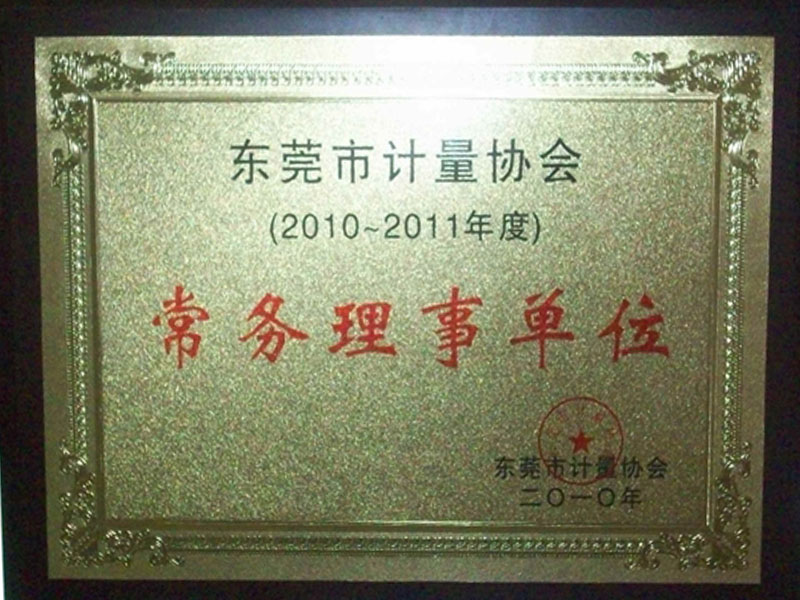 东莞市计量协会
(2010~2011年度)
常务理事单位
东莞市计量协会
二〇一〇年